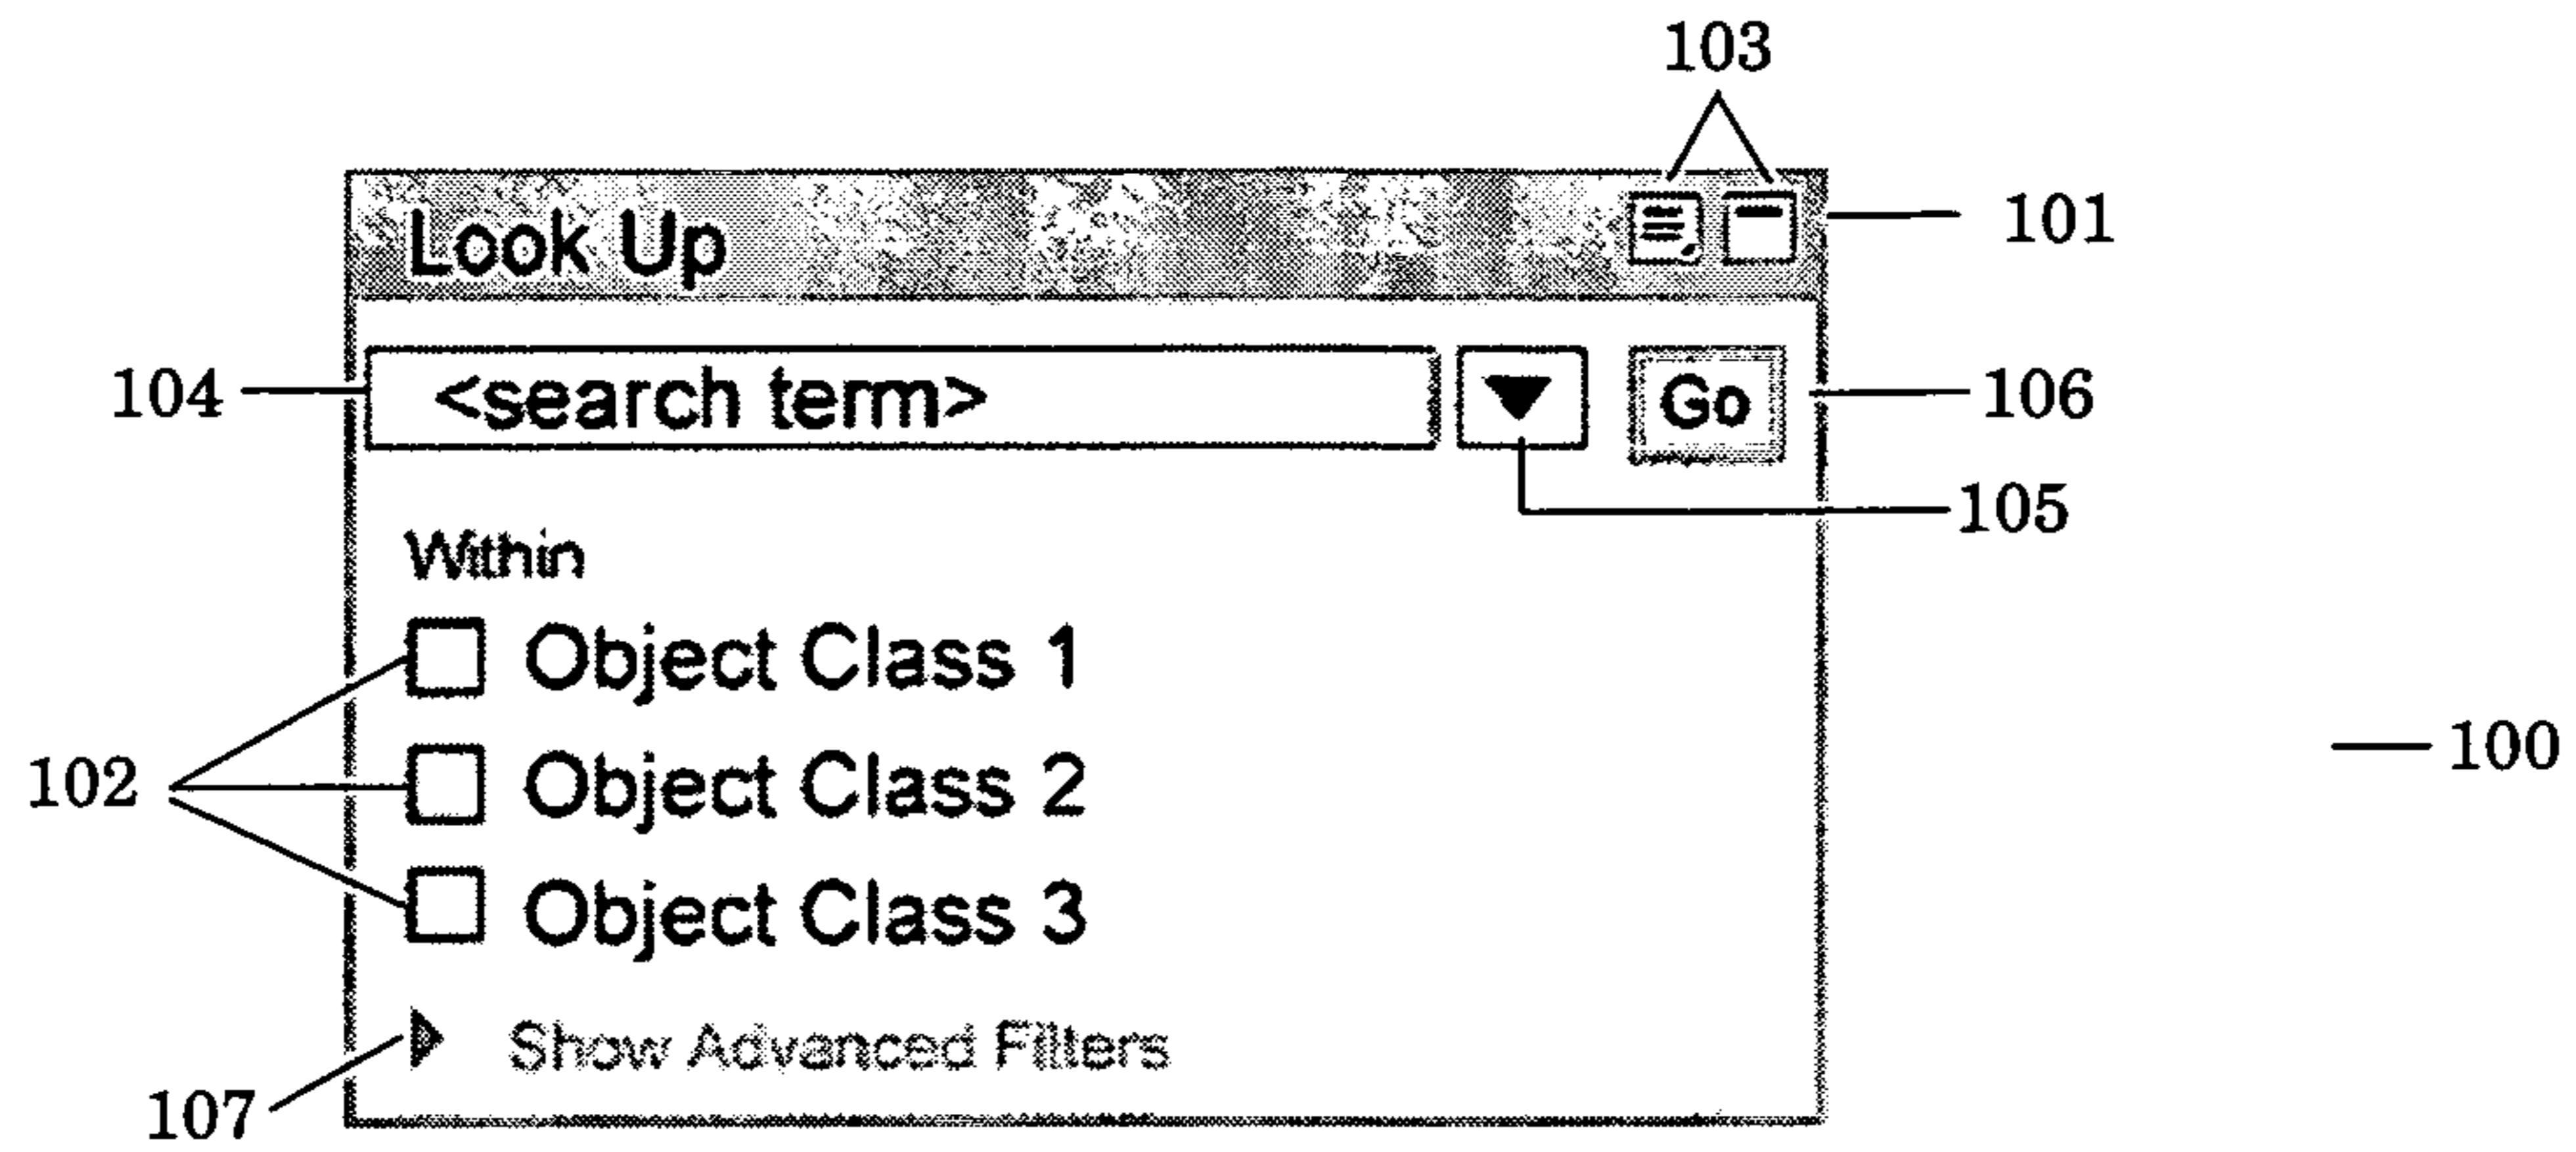 103
Look Up
101
104
<search term>
Go
106
105
Within
Object Class 1
102
Object Class 2
100
Object Class 3
Show Advanced Filters
107